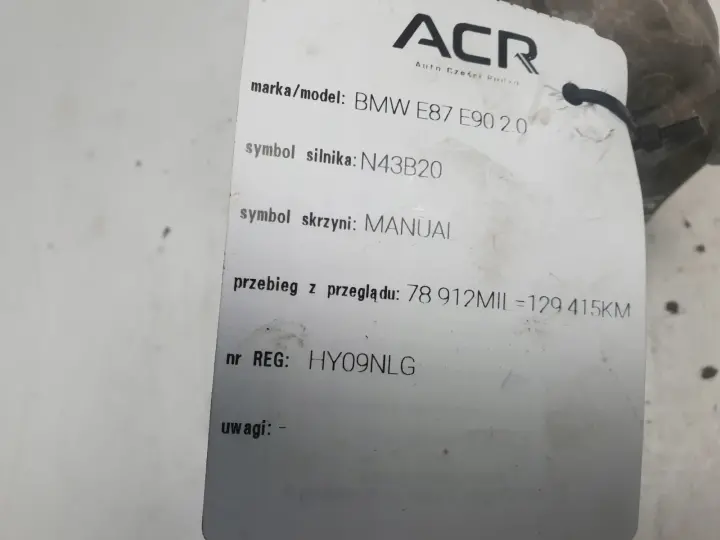 ACR
Auto Części Radom
marka/model: BMW E87 E90 2.0
symbol silnika: N43B20
symbol skrzyni: MANUAl
przebieg z przeglądu: 78 912MIL=129 415KM
nr REG: HY09NLG
uwagi: -